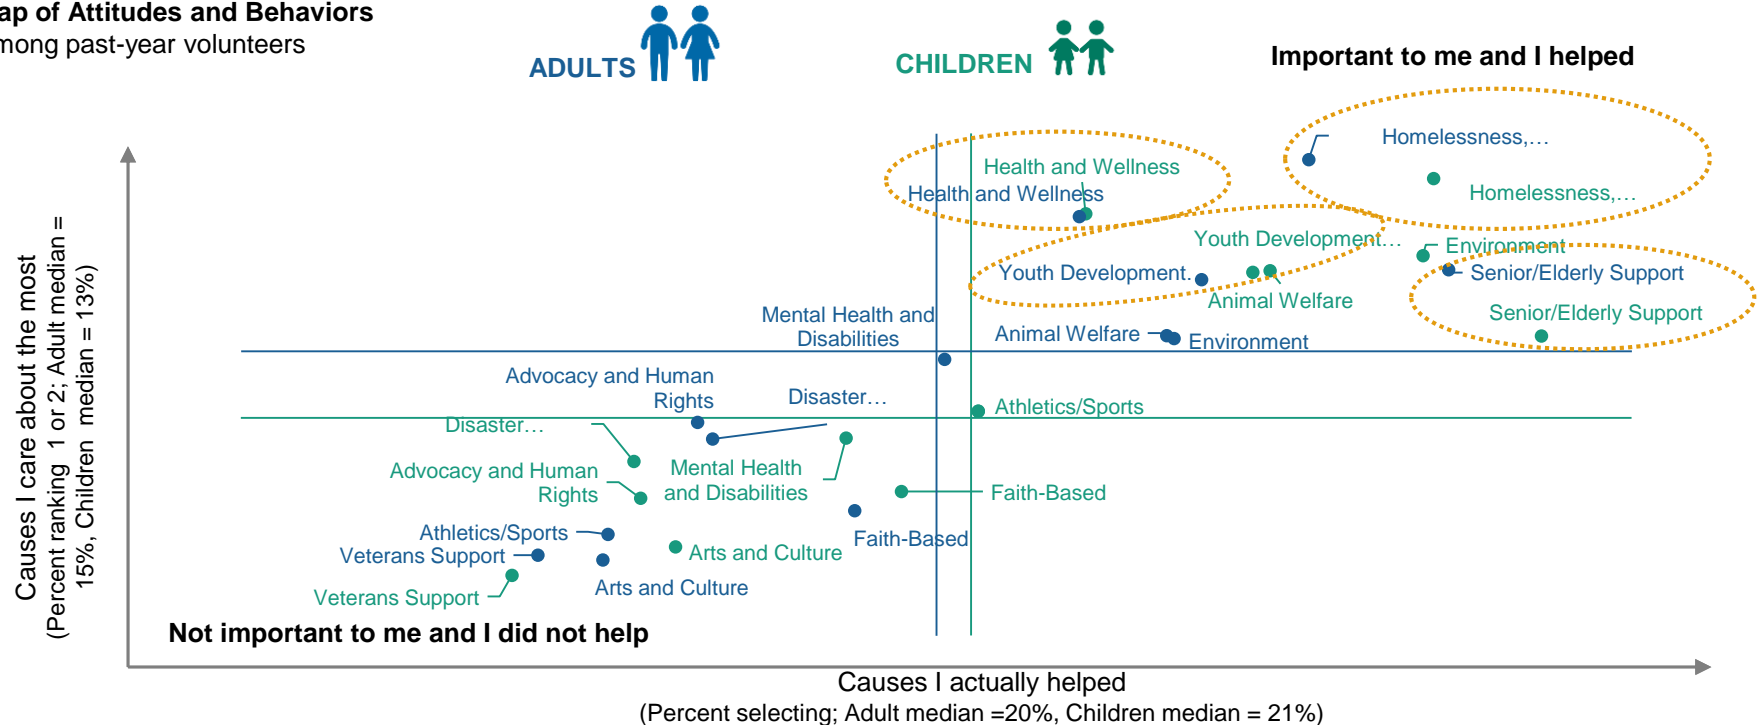 ap of Attitudes and Behaviors
mong past-year volunteers
ADULTS
CHILDREN
Important to me and I helped
Homelessness,…
Health and Wellness
Health and Wellness
Homelessness,…
Youth Development…
Environment
Youth Development.
Senior/Elderly Support
Animal Welfare
Senior/Elderly Support
Mental Health and
Disabilities
Animal Welfare
Environment
Advocacy and Human
Rights
Disaster…
Athletics/Sports
Disaster…
Advocacy and Human
Rights
Mental Health
and Disabilities
Faith-Based
Athletics/Sports
Faith-Based
Veterans Support
Arts and Culture
Arts and Culture
Veterans Support
Not important to me and I did not help
Causes I care about the most
(Percent ranking 1 or 2; Adult median =
15%, Children median = 13%)
Causes I actually helped
(Percent selecting; Adult median =20%, Children median = 21%)